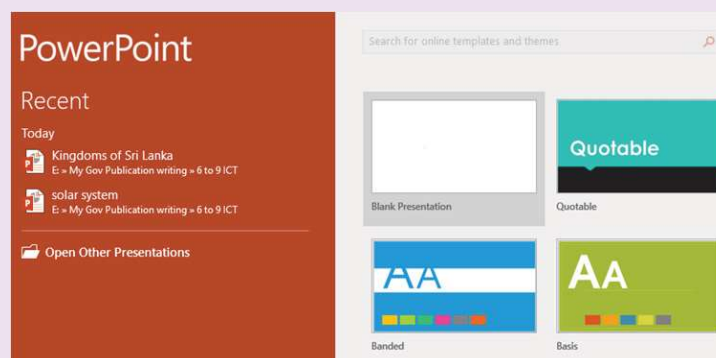 PowerPoint
Recent
Today
Kingdoms of Sri Lanka
E: » My Gov Publication writing » 6 to 9 ICT
solar system
E: » My Gov Publication writing » 6 to 9 ICT
Open Other Presentations
Search for online templates and themes
Quotable
Blank Presentation
Quotable
AA
AA
Banded
Basis